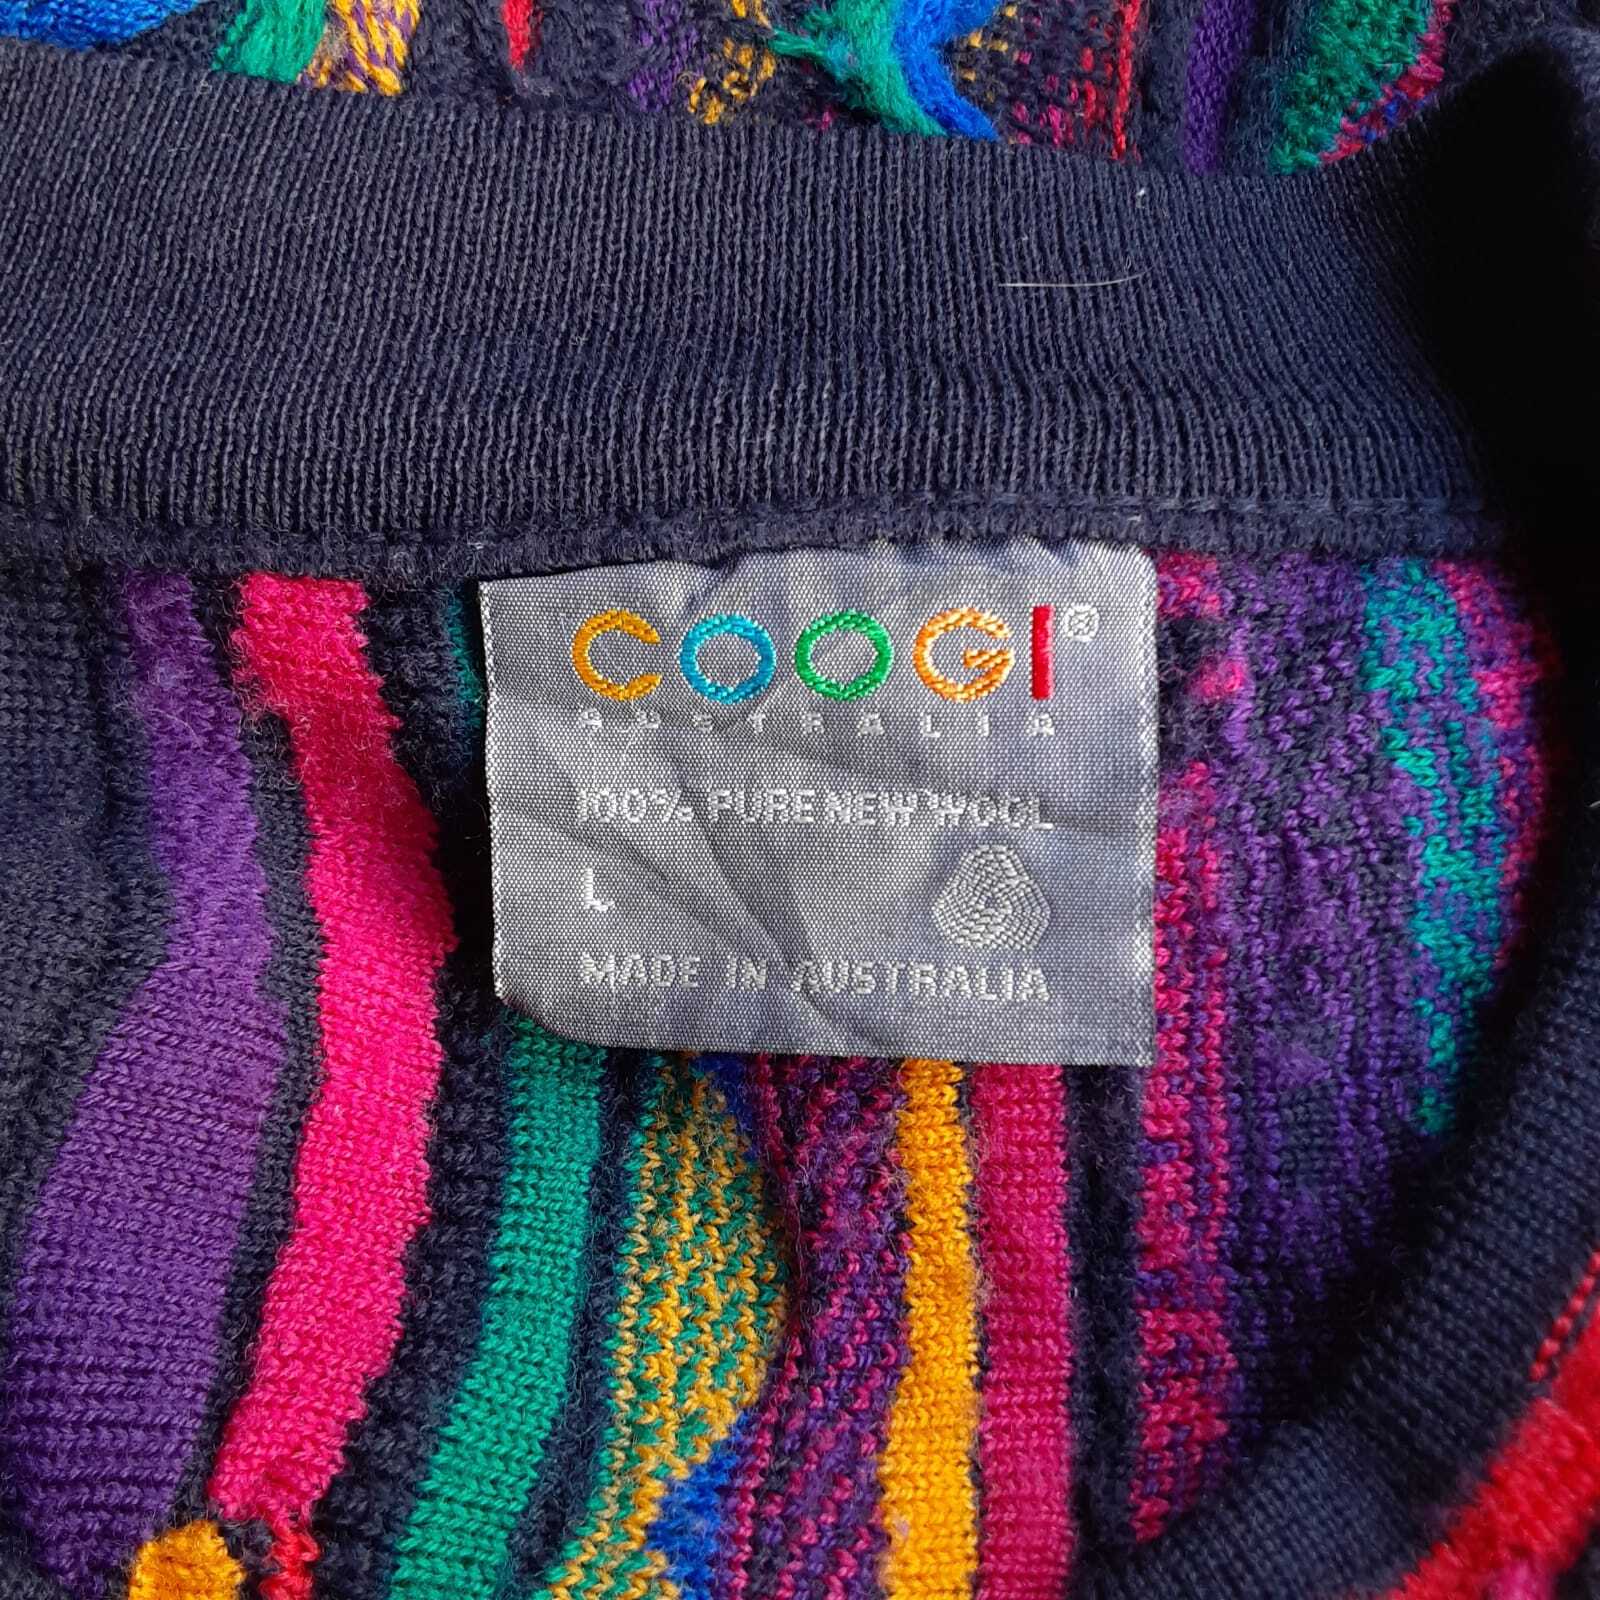 COOGI®
AUSTRALIA
100% PURE NEW WOOL
L
MADE IN AUSTRALIA